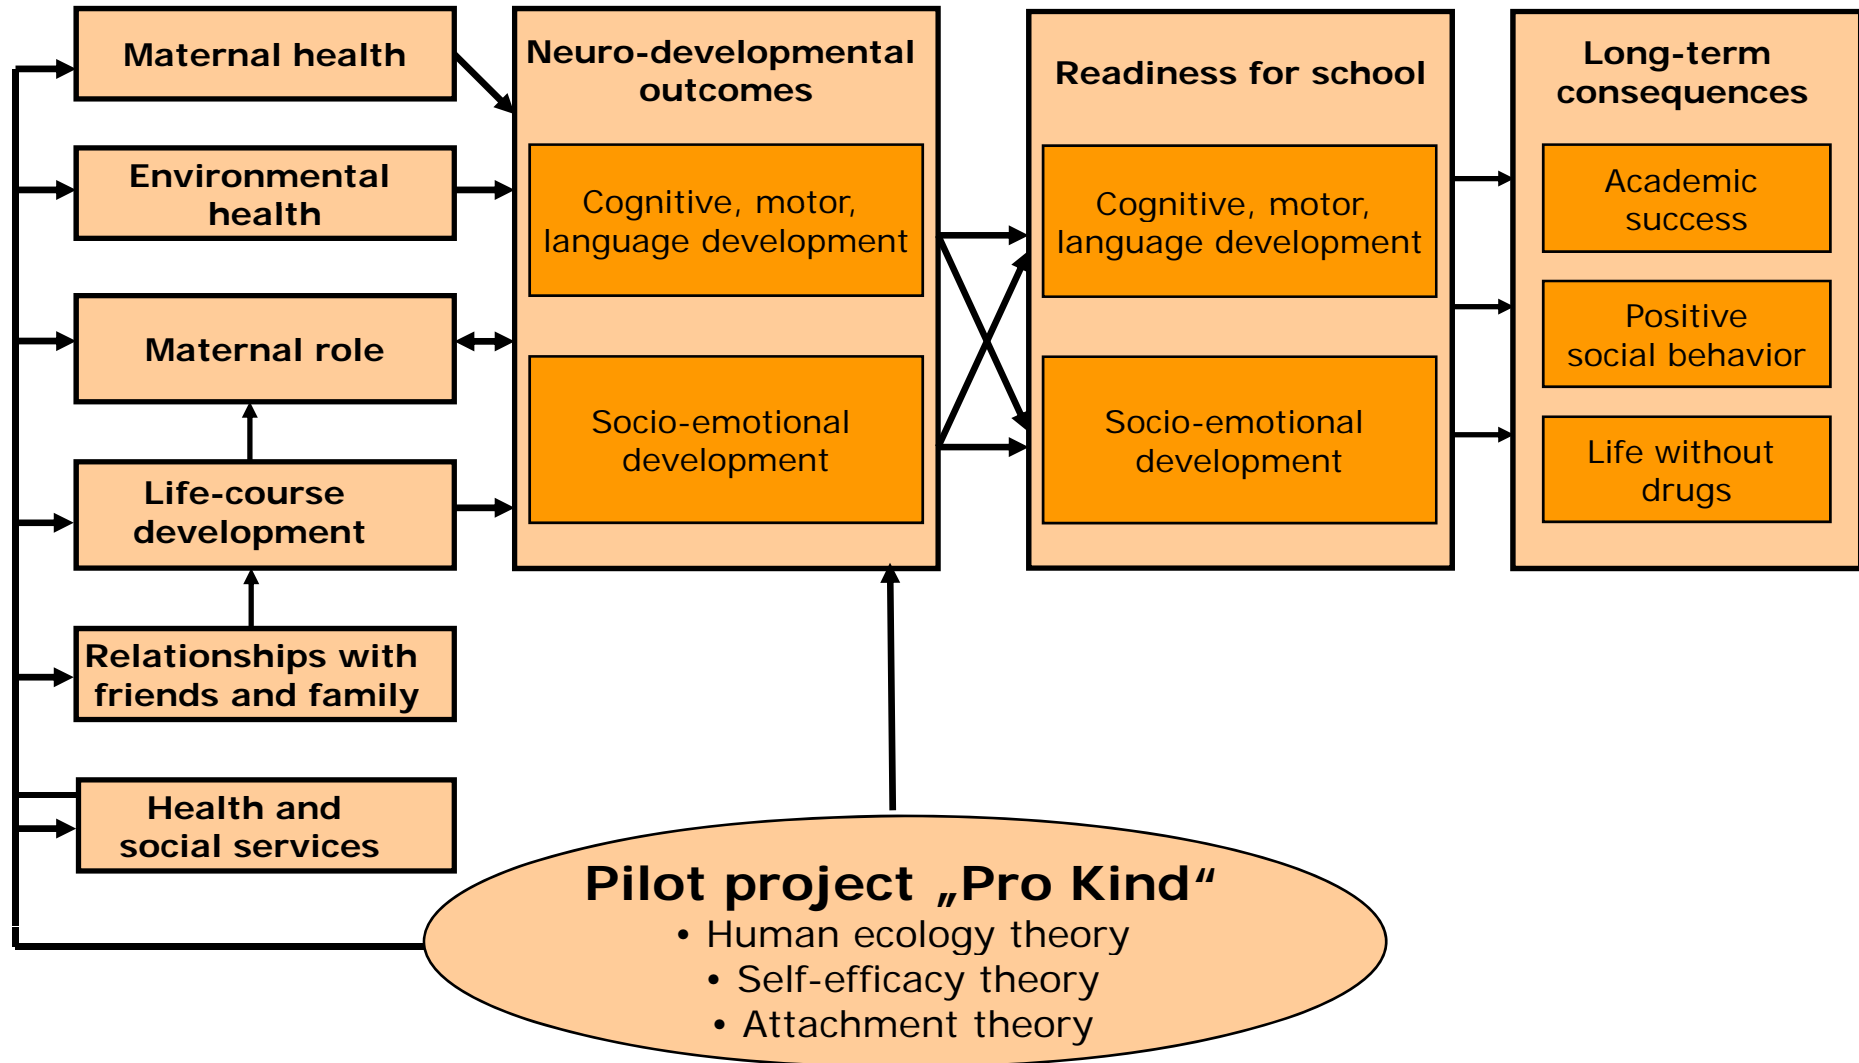 Maternal health
Environmental
health
Maternal role
Life-course
development
Relationships with
friends and family
Health and
social services
Neuro-developmental
outcomes
Cognitive, motor,
language development
Socio-emotional
development
Readiness for school
Cognitive, motor,
language development
Socio-emotional
development
Long-term
consequences
Academic
success
Positive
social behavior
Life without
drugs
Pilot project „Pro Kind“
• Human ecology theory
• Self-efficacy theory
• Attachment theory